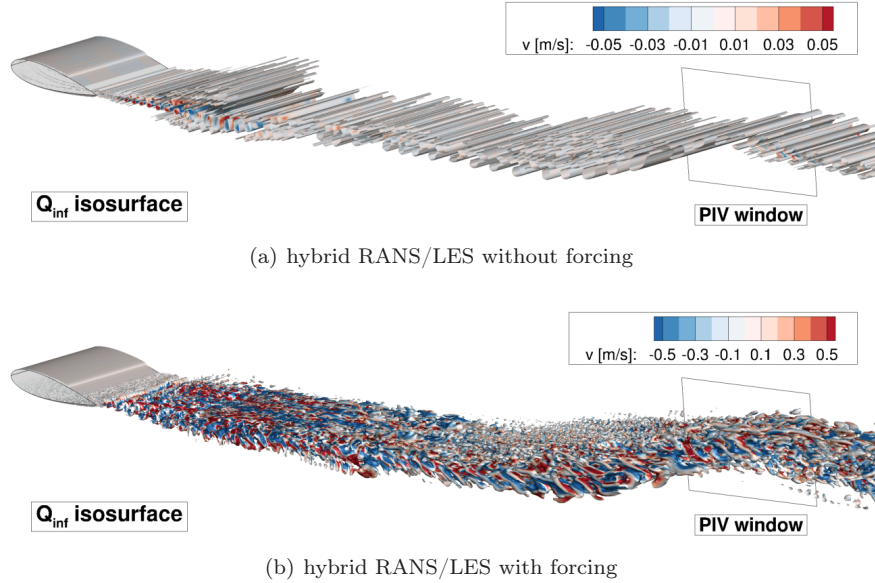 v [m/s]: -0.05 -0.03 -0.01 0.01 0.03 0.05
Q_inf isosurface
PIV window
(a) hybrid RANS/LES without forcing
v [m/s]: -0.5 -0.3 -0.1 0.1 0.3 0.5
Q_inf isosurface
PIV window
(b) hybrid RANS/LES with forcing